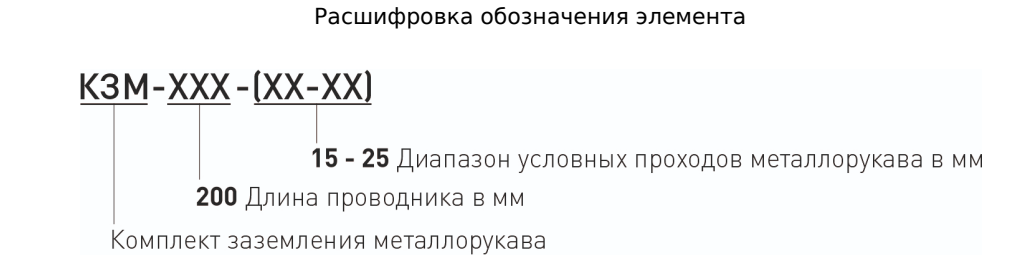 Расшифровка обозначения элемента
КЗМ-ХХХ-(ХХ-ХХ)
15 - 25 Диапазон условных проходов металлорукава в мм
200 Длина проводника в мм
Комплект заземления металлорукава